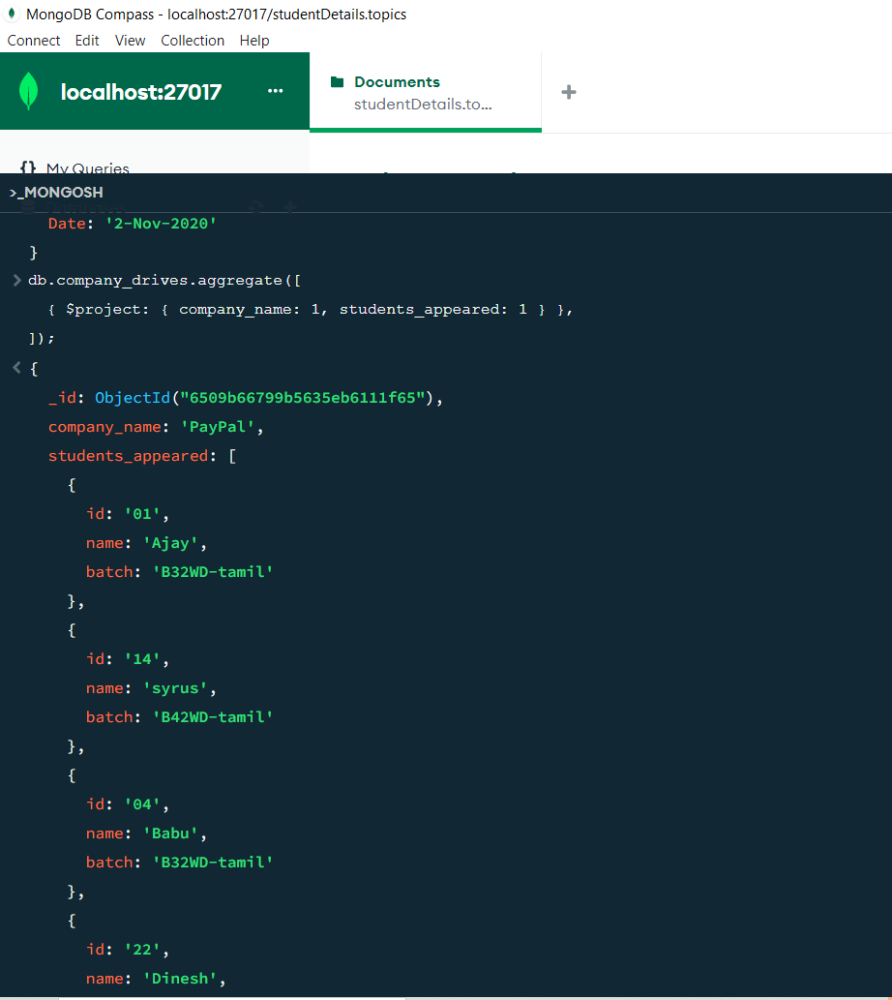 MongoDB Compass - localhost:27017/studentDetails.topics
Connect Edit View Collection Help
localhost:27017 ...
Documents
studentDetails.to...
{} My Queries
>_MONGOSH
Date: '2-Nov-2020'
}
> db.company_drives.aggregate([
{ $project: { company_name: 1, students_appeared: 1 } },
]);
< {
_id: ObjectId("6509b66799b5635eb6111f65"),
company_name: 'PayPal',
students_appeared: [
{
id: '01',
name: 'Ajay',
batch: 'B32WD-tamil'
},
{
id: '14',
name: 'syrus',
batch: 'B42WD-tamil'
},
{
id: '04',
name: 'Babu',
batch: 'B32WD-tamil'
},
{
id: '22',
name: 'Dinesh',